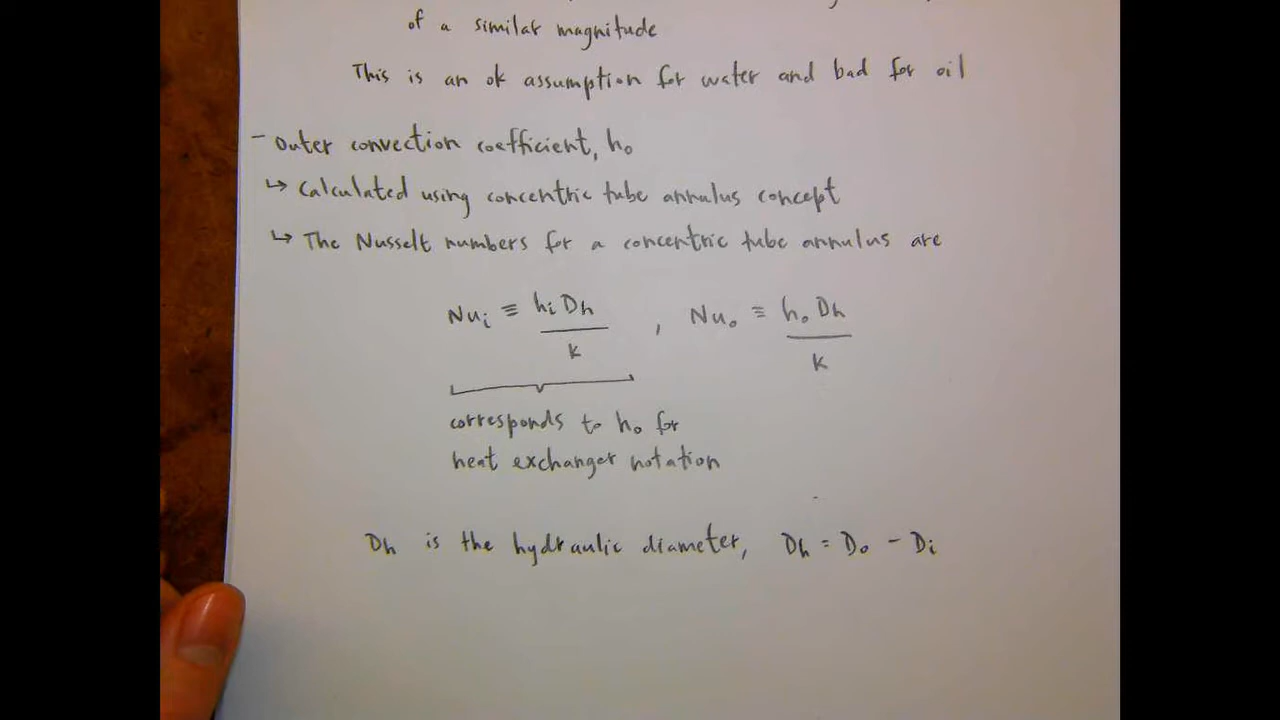 of a similar magnitude
This is an ok assumption for water and bad for oil
- Outer convection coefficient, ho
↳ Calculated using concentric tube annulus concept
↳ The Nusselt numbers for a concentric tube annulus are
Nui ≡ hi Dh / k , Nuo ≡ ho Dh / k
corresponds to ho for
heat exchanger notation
Dh is the hydraulic diameter, Dh = Do - Di